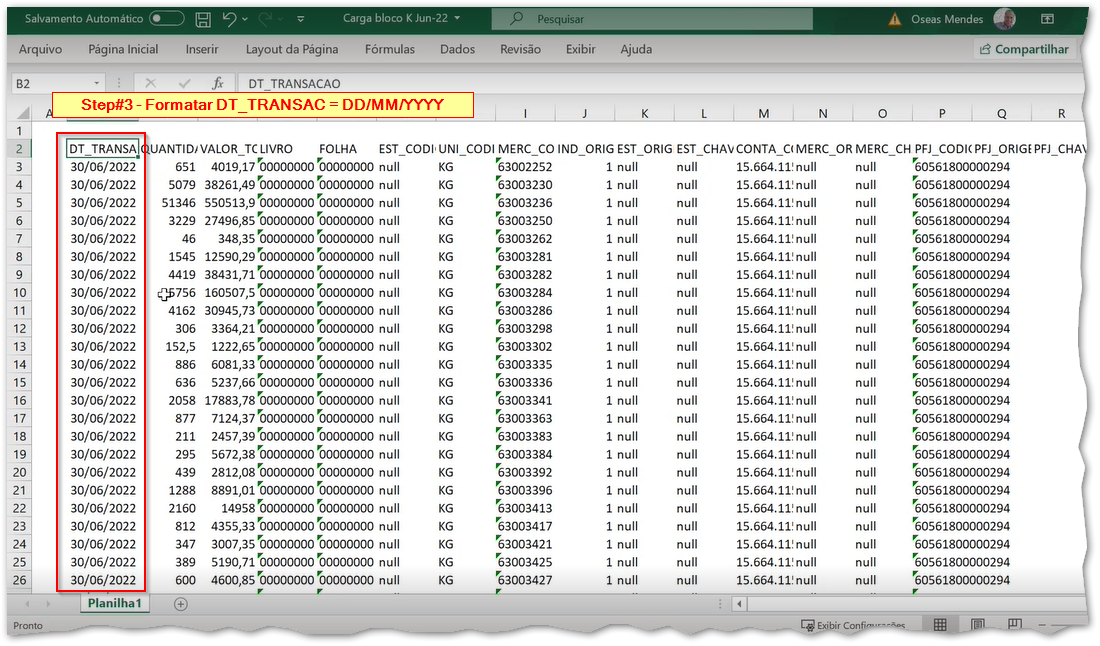 Salvamento Automático Carga bloco K Jun-22 Pesquisar Oseas Mendes
Arquivo Página Inicial Inserir Layout da Página Fórmulas Dados Revisão Exibir Ajuda Compartilhar
B2 fx DT_TRANSACAO
Step#3 - Formatar DT_TRANSAC = DD/MM/YYYY
A I J K L M N O P Q R
1
2 DT_TRANSA QUANTIDA VALOR_TO LIVRO FOLHA EST_CODI UNI_CODI MERC_CO IND_ORIG EST_ORIG EST_CHAV CONTA_CO MERC_OR MERC_CH PFJ_CODIG PFJ_ORIGE PFJ_CHAV
3 30/06/2022 651 4019,17 00000000 00000000 null KG 63002252 1 null null 15.664.11 null null 60561800000294
4 30/06/2022 5079 38261,49 00000000 00000000 null KG 63003230 1 null null 15.664.11 null null 60561800000294
5 30/06/2022 51346 550513,9 00000000 00000000 null KG 63003236 1 null null 15.664.11 null null 60561800000294
6 30/06/2022 3229 27496,85 00000000 00000000 null KG 63003250 1 null null 15.664.11 null null 60561800000294
7 30/06/2022 46 348,35 00000000 00000000 null KG 63003262 1 null null 15.664.11 null null 60561800000294
8 30/06/2022 1545 12590,29 00000000 00000000 null KG 63003281 1 null null 15.664.11 null null 60561800000294
9 30/06/2022 4419 38431,71 00000000 00000000 null KG 63003282 1 null null 15.664.11 null null 60561800000294
10 30/06/2022 5756 160507,5 00000000 00000000 null KG 63003284 1 null null 15.664.11 null null 60561800000294
11 30/06/2022 4162 30945,73 00000000 00000000 null KG 63003286 1 null null 15.664.11 null null 60561800000294
12 30/06/2022 306 3364,21 00000000 00000000 null KG 63003298 1 null null 15.664.11 null null 60561800000294
13 30/06/2022 152,5 1222,65 00000000 00000000 null KG 63003302 1 null null 15.664.11 null null 60561800000294
14 30/06/2022 886 6081,33 00000000 00000000 null KG 63003335 1 null null 15.664.11 null null 60561800000294
15 30/06/2022 636 5237,66 00000000 00000000 null KG 63003336 1 null null 15.664.11 null null 60561800000294
16 30/06/2022 2058 17883,78 00000000 00000000 null KG 63003341 1 null null 15.664.11 null null 60561800000294
17 30/06/2022 877 7124,37 00000000 00000000 null KG 63003363 1 null null 15.664.11 null null 60561800000294
18 30/06/2022 211 2457,39 00000000 00000000 null KG 63003383 1 null null 15.664.11 null null 60561800000294
19 30/06/2022 295 5672,38 00000000 00000000 null KG 63003384 1 null null 15.664.11 null null 60561800000294
20 30/06/2022 439 2812,08 00000000 00000000 null KG 63003392 1 null null 15.664.11 null null 60561800000294
21 30/06/2022 1288 8891,01 00000000 00000000 null KG 63003396 1 null null 15.664.11 null null 60561800000294
22 30/06/2022 2160 14958 00000000 00000000 null KG 63003413 1 null null 15.664.11 null null 60561800000294
23 30/06/2022 812 4355,33 00000000 00000000 null KG 63003417 1 null null 15.664.11 null null 60561800000294
24 30/06/2022 347 3007,35 00000000 00000000 null KG 63003421 1 null null 15.664.11 null null 60561800000294
25 30/06/2022 389 5190,71 00000000 00000000 null KG 63003425 1 null null 15.664.11 null null 60561800000294
26 30/06/2022 600 4600,85 00000000 00000000 null KG 63003427 1 null null 15.664.11 null null 60561800000294
Planilha1
Pronto Exibir Configurações